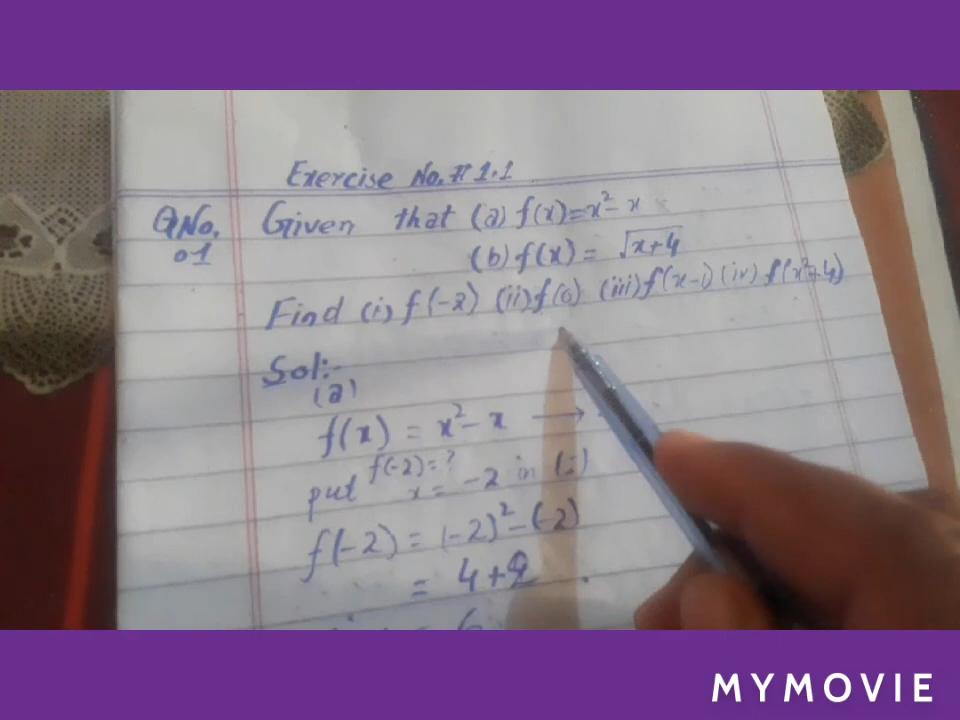 Exercise No.# 1.1
Q No. Given that (a) f(x)=x²-x
01 (b) f(x) = √x+4
Find (i) f(-2) (ii) f(0) (iii) f(x-1) (iv) f(x²+4)
Sol:-
(a)
f(x) = x²-x →
f(-2)=?
put x = -2 in (i)
f(-2) = (-2)²-(-2)
= 4+2
= 6
MYMOVIE